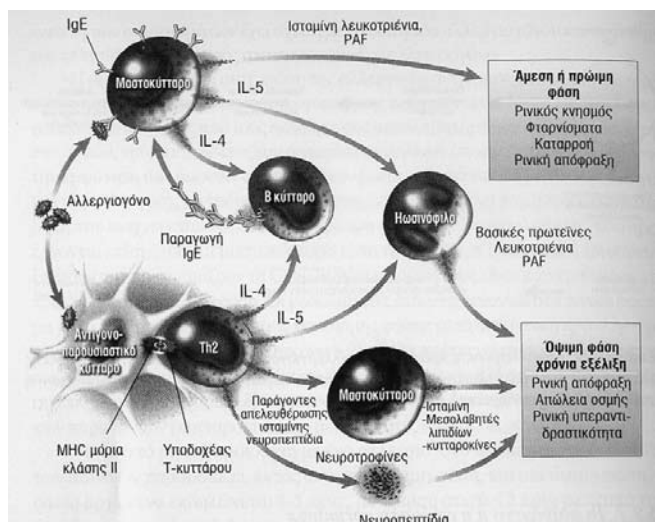 IgE
Μαστοκύτταρο
Ισταμίνη λευκοτριένια,
PAF
IL-5
Άμεση ή πρώιμη
φάση
Ρινικός κνησμός
Φταρνίσματα
Καταρροή
Ρινική απόφραξη
IL-4
Β κύτταρο
Αλλεργιογόνο
Παραγωγή
IgE
Ηωσινόφιλο
Βασικές πρωτεΐνες
Λευκοτριένια
PAF
IL-4
IL-5
Αντιγονο-
παρουσιαστικό
κύτταρο
Th2
Όψιμη φάση
χρόνια εξέλιξη
Ρινική απόφραξη
Απώλεια οσμής
Ρινική υπεραντι-
δραστικότητα
Μαστοκύτταρο
Παράγοντες
απελευθέρωσης
ισταμίνης
νευροπεπτίδια
-Ισταμίνη
-Μεσολαβητές
λιπιδίων
-κυτταροκίνες
MHC μόρια
κλάσης II
Υποδοχέας
Τ-κυττάρου
Νευροτροφίνες
Νευροπεπτίδια